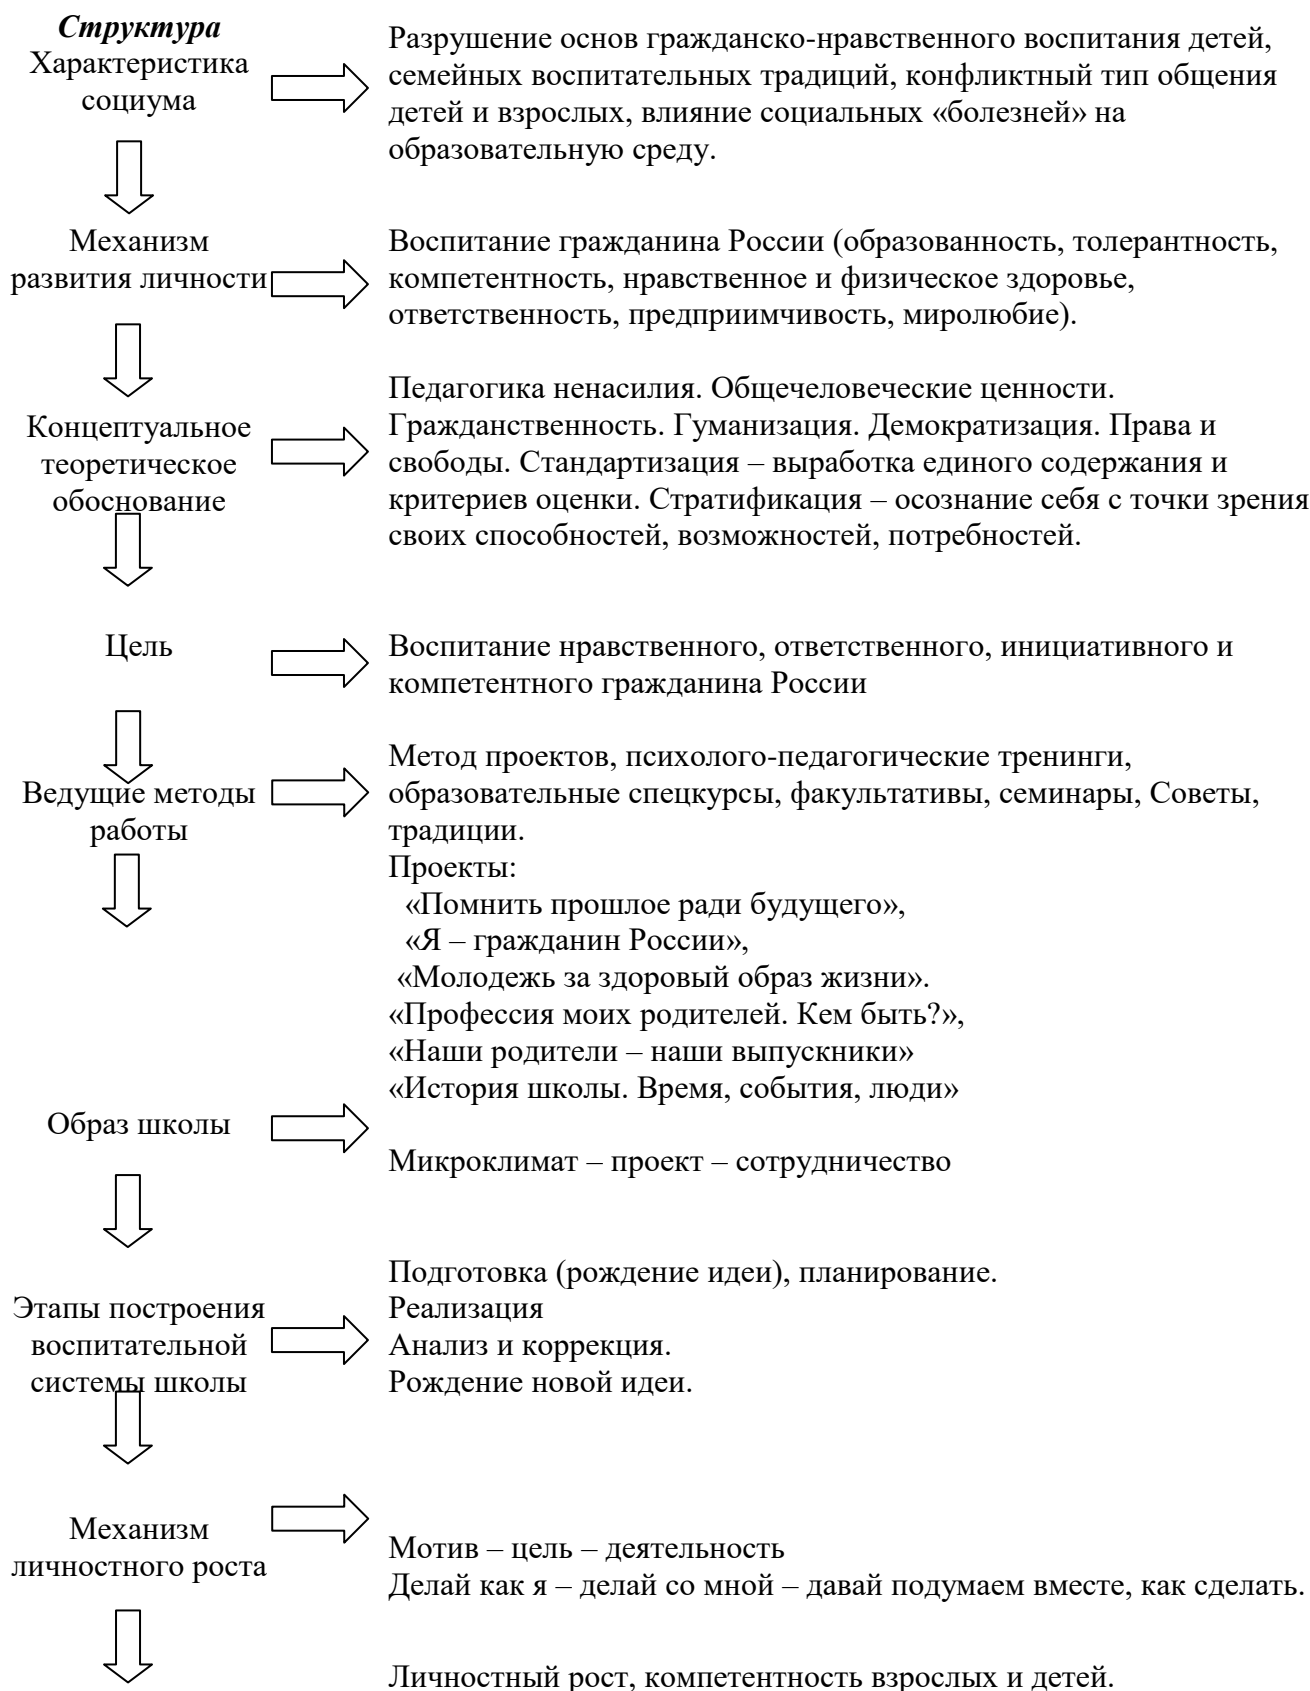 Структура
Характеристика
социума
Разрушение основ гражданско-нравственного воспитания детей,
семейных воспитательных традиций, конфликтный тип общения
детей и взрослых, влияние социальных «болезней» на
образовательную среду.
Механизм
развития личности
Воспитание гражданина России (образованность, толерантность,
компетентность, нравственное и физическое здоровье,
ответственность, предприимчивость, миролюбие).
Концептуальное
теоретическое
обоснование
Педагогика ненасилия. Общечеловеческие ценности.
Гражданственность. Гуманизация. Демократизация. Права и
свободы. Стандартизация – выработка единого содержания и
критериев оценки. Стратификация – осознание себя с точки зрения
своих способностей, возможностей, потребностей.
Цель
Воспитание нравственного, ответственного, инициативного и
компетентного гражданина России
Ведущие методы
работы
Метод проектов, психолого-педагогические тренинги,
образовательные спецкурсы, факультативы, семинары, Советы,
традиции.
Проекты:
«Помнить прошлое ради будущего»,
«Я – гражданин России»,
«Молодежь за здоровый образ жизни».
«Профессия моих родителей. Кем быть?»,
«Наши родители – наши выпускники»
«История школы. Время, события, люди»
Образ школы
Микроклимат – проект – сотрудничество
Этапы построения
воспитательной
системы школы
Подготовка (рождение идеи), планирование.
Реализация
Анализ и коррекция.
Рождение новой идеи.
Механизм
личностного роста
Мотив – цель – деятельность
Делай как я – делай со мной – давай подумаем вместе, как сделать.
Личностный рост, компетентность взрослых и детей.